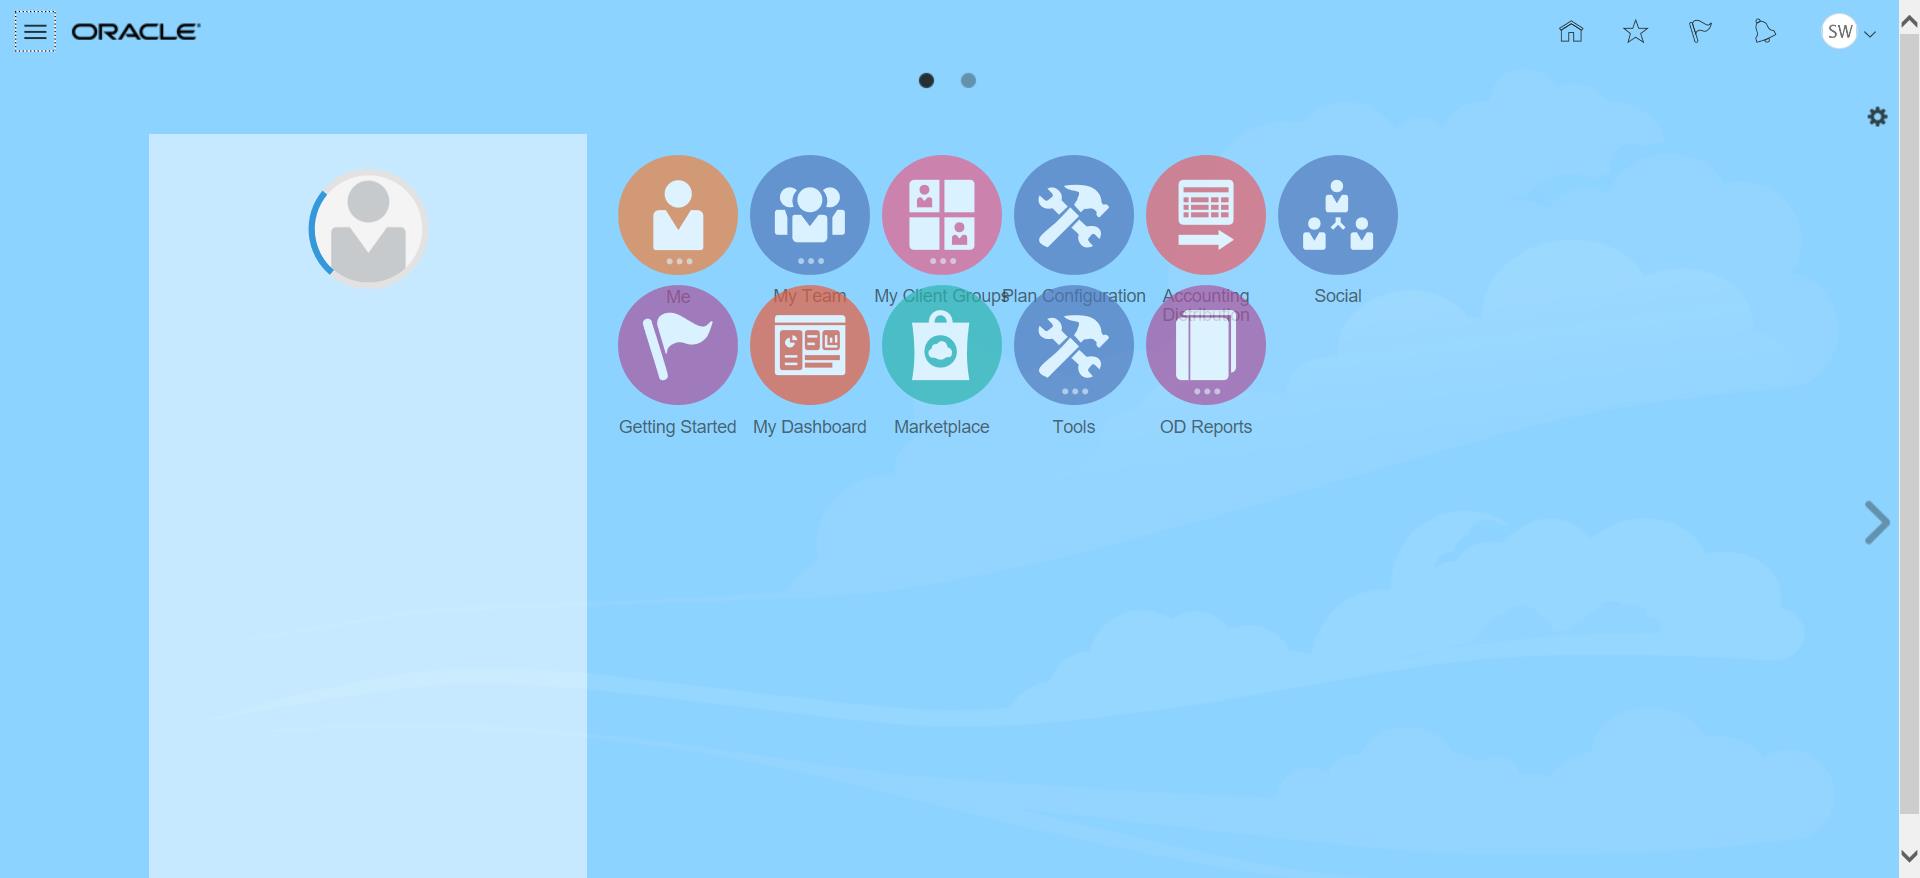 ORACLE
SW
Me
My Team
My Client Groups
Plan Configuration
Accounting
Distribution
Social
Getting Started
My Dashboard
Marketplace
Tools
OD Reports